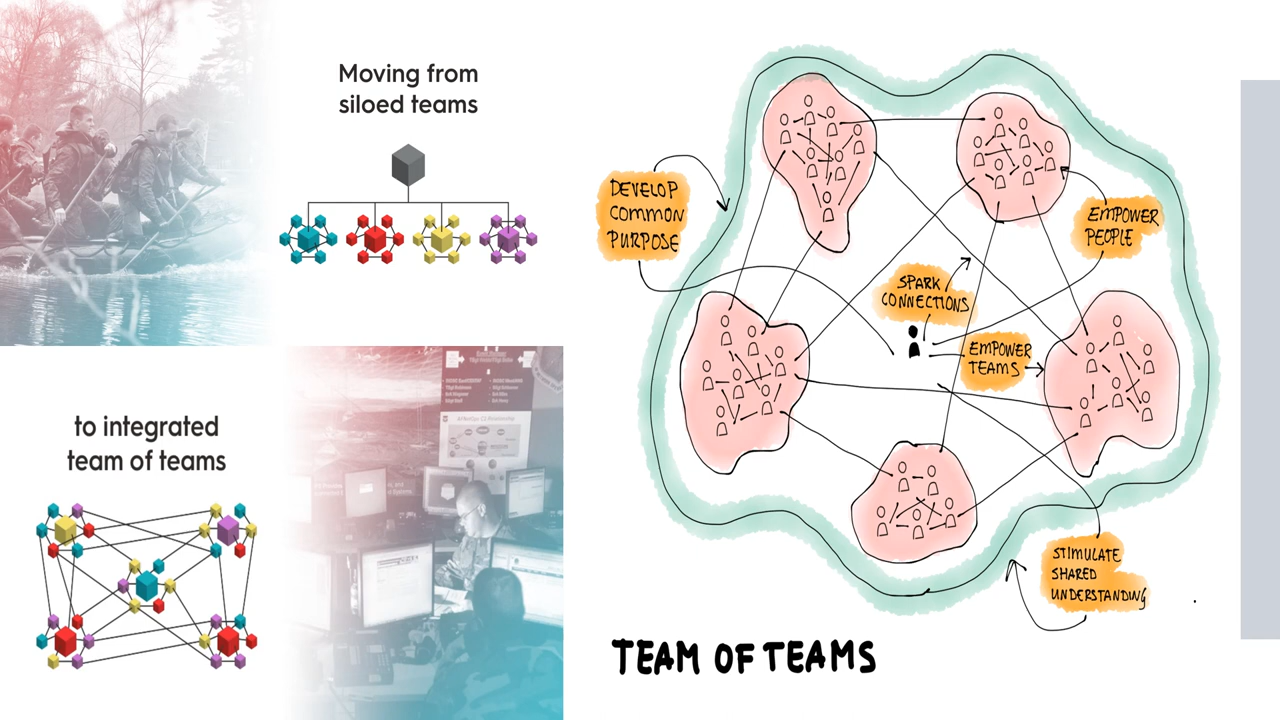 Moving from
siloed teams
to integrated
team of teams
DEVELOP
COMMON
PURPOSE
EMPOWER
PEOPLE
SPARK
CONNECTIONS
EMPOWER
TEAMS
STIMULATE
SHARED
UNDERSTANDING
TEAM OF TEAMS